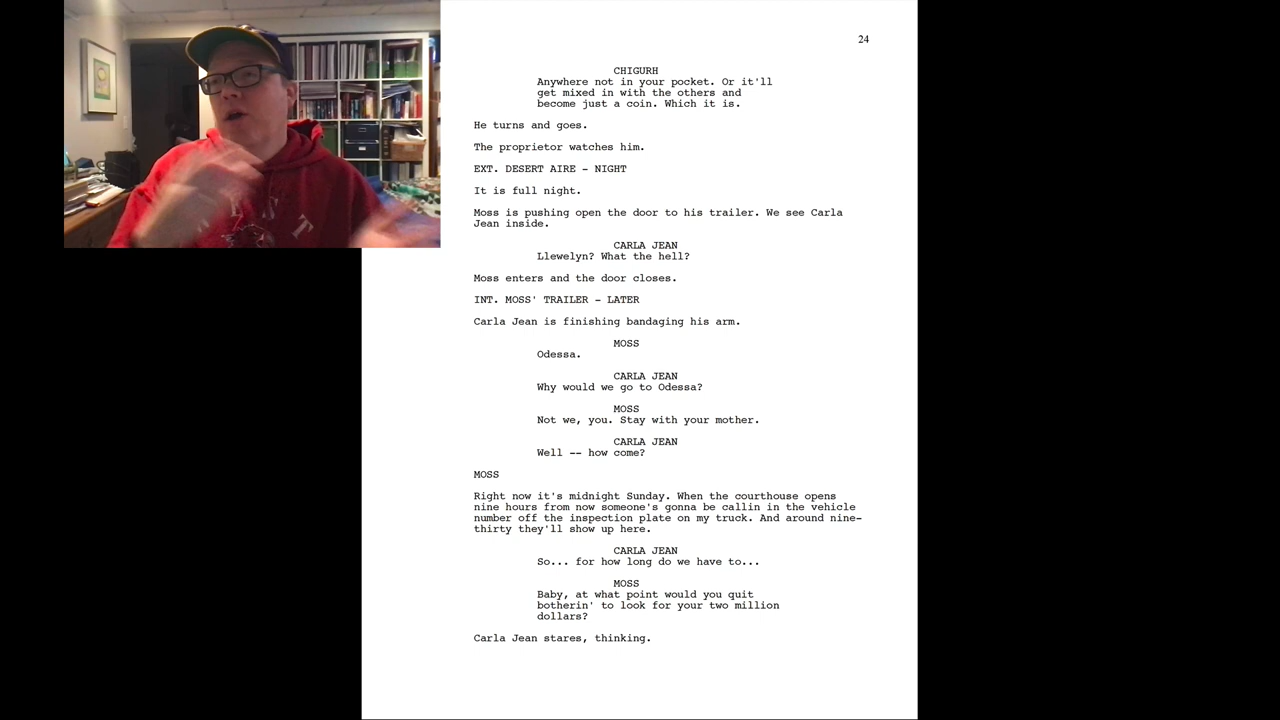 24
CHIGURH
Anywhere not in your pocket. Or it'll
get mixed in with the others and
become just a coin. Which it is.
He turns and goes.
The proprietor watches him.
EXT. DESERT AIRE – NIGHT
It is full night.
Moss is pushing open the door to his trailer. We see Carla
Jean inside.
CARLA JEAN
Llewelyn? What the hell?
Moss enters and the door closes.
INT. MOSS' TRAILER – LATER
Carla Jean is finishing bandaging his arm.
MOSS
Odessa.
CARLA JEAN
Why would we go to Odessa?
MOSS
Not we, you. Stay with your mother.
CARLA JEAN
Well -- how come?
MOSS
Right now it's midnight Sunday. When the courthouse opens
nine hours from now someone's gonna be callin in the vehicle
number off the inspection plate on my truck. And around nine-
thirty they'll show up here.
CARLA JEAN
So... for how long do we have to...
MOSS
Baby, at what point would you quit
botherin' to look for your two million
dollars?
Carla Jean stares, thinking.